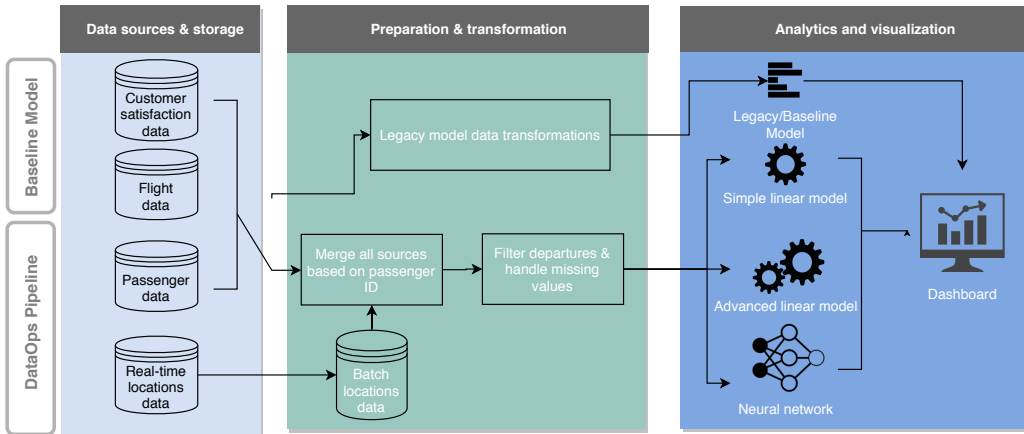 Data sources & storage
Preparation & transformation
Analytics and visualization
Baseline Model
DataOps Pipeline
Customer
satisfaction
data
Flight
data
Passenger
data
Real-time
locations
data
Legacy model data transformations
Merge all sources
based on passenger
ID
Filter departures &
handle missing
values
Batch
locations
data
Legacy/Baseline
Model
Simple linear model
Advanced linear model
Neural network
Dashboard